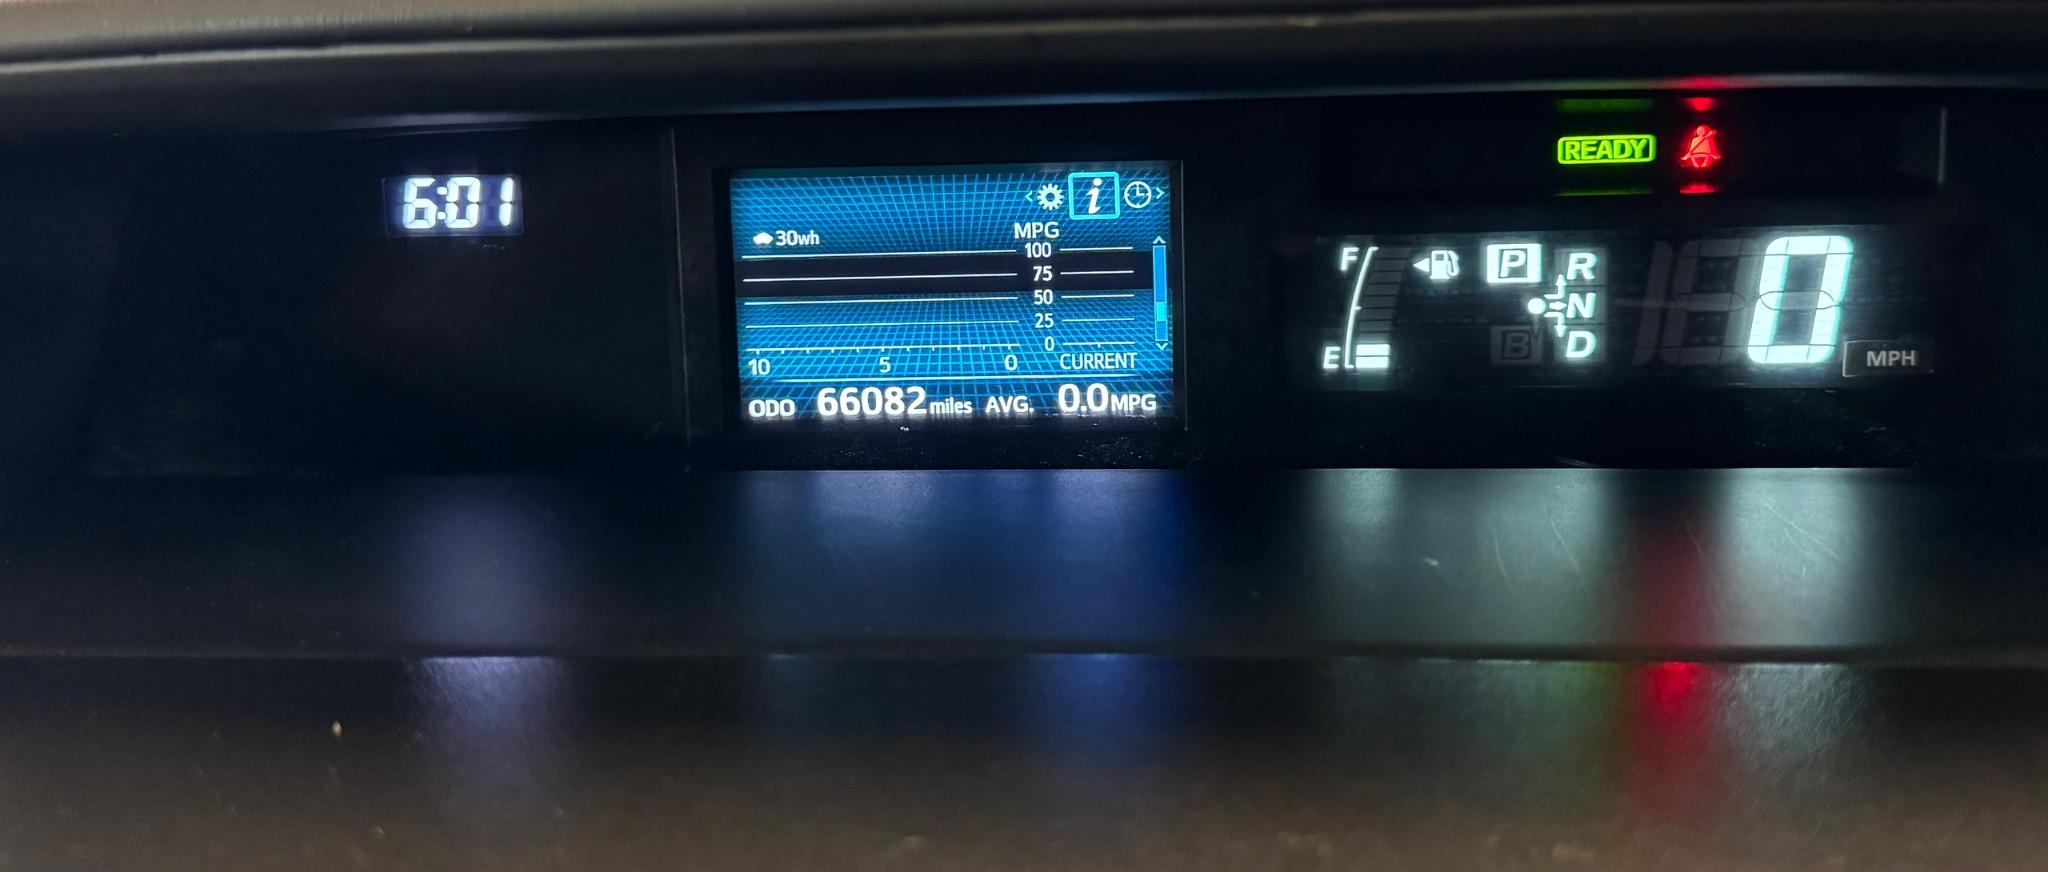 6:01
i
30wh
MPG
100
75
50
25
0
10 5 0 CURRENT
ODO 66082 miles AVG. 0.0 MPG
READY
F
E
P
R
N
D
B
0
MPH